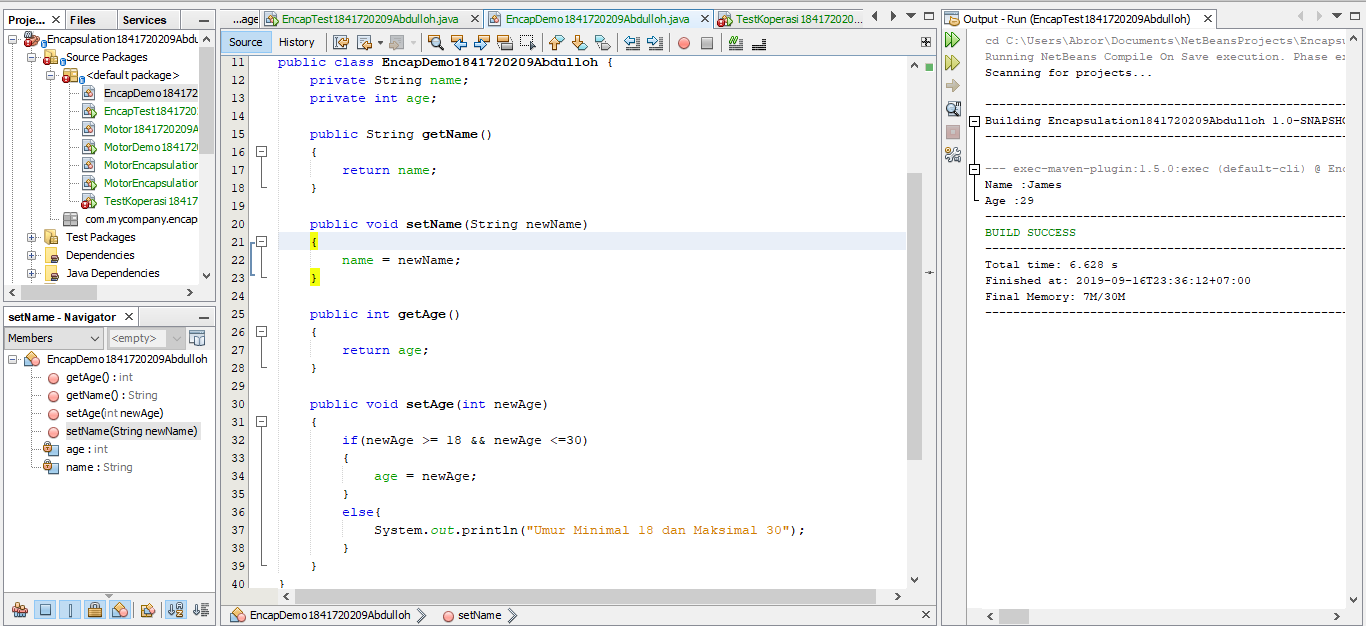 Proje...
Files
Services
Encapsulation1841720209Abdu
Source Packages
<default package>
EncapDemo184172
EncapTest1841720
Motor1841720209A
MotorDemo184172
MotorEncapsulation
MotorEncapsulation
TestKoperasi18417
com.mycompany.encap
Test Packages
Dependencies
Java Dependencies
setName - Navigator
Members
<empty>
EncapDemo1841720209Abdulloh
getAge() : int
getName() : String
setAge(int newAge)
setName(String newName)
age : int
name : String
...age
EncapTest1841720209Abdulloh.java
EncapDemo1841720209Abdulloh.java
TestKoperasi1841720...
Source
History
11 public class EncapDemo1841720209Abdulloh {
12 private String name;
13 private int age;
14
15 public String getName()
16 {
17 return name;
18 }
19
20 public void setName(String newName)
21 {
22 name = newName;
23 }
24
25 public int getAge()
26 {
27 return age;
28 }
29
30 public void setAge(int newAge)
31 {
32 if(newAge >= 18 && newAge <=30)
33 {
34 age = newAge;
35 }
36 else{
37 System.out.println("Umur Minimal 18 dan Maksimal 30");
38 }
39 }
40 }
EncapDemo1841720209Abdulloh
setName
Output - Run (EncapTest1841720209Abdulloh)
cd C:\Users\Abror\Documents\NetBeansProjects\Encapsu
Running NetBeans Compile On Save execution. Phase ex
Scanning for projects...
Building Encapsulation1841720209Abdulloh 1.0-SNAPSHO
--- exec-maven-plugin:1.5.0:exec (default-cli) @ Enc
Name :James
Age :29
BUILD SUCCESS
Total time: 6.628 s
Finished at: 2019-09-16T23:36:12+07:00
Final Memory: 7M/30M